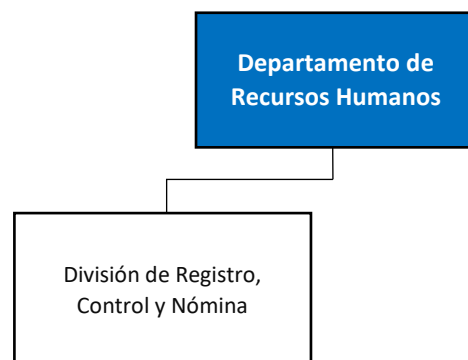 Departamento de
Recursos Humanos
División de Registro,
Control y Nómina